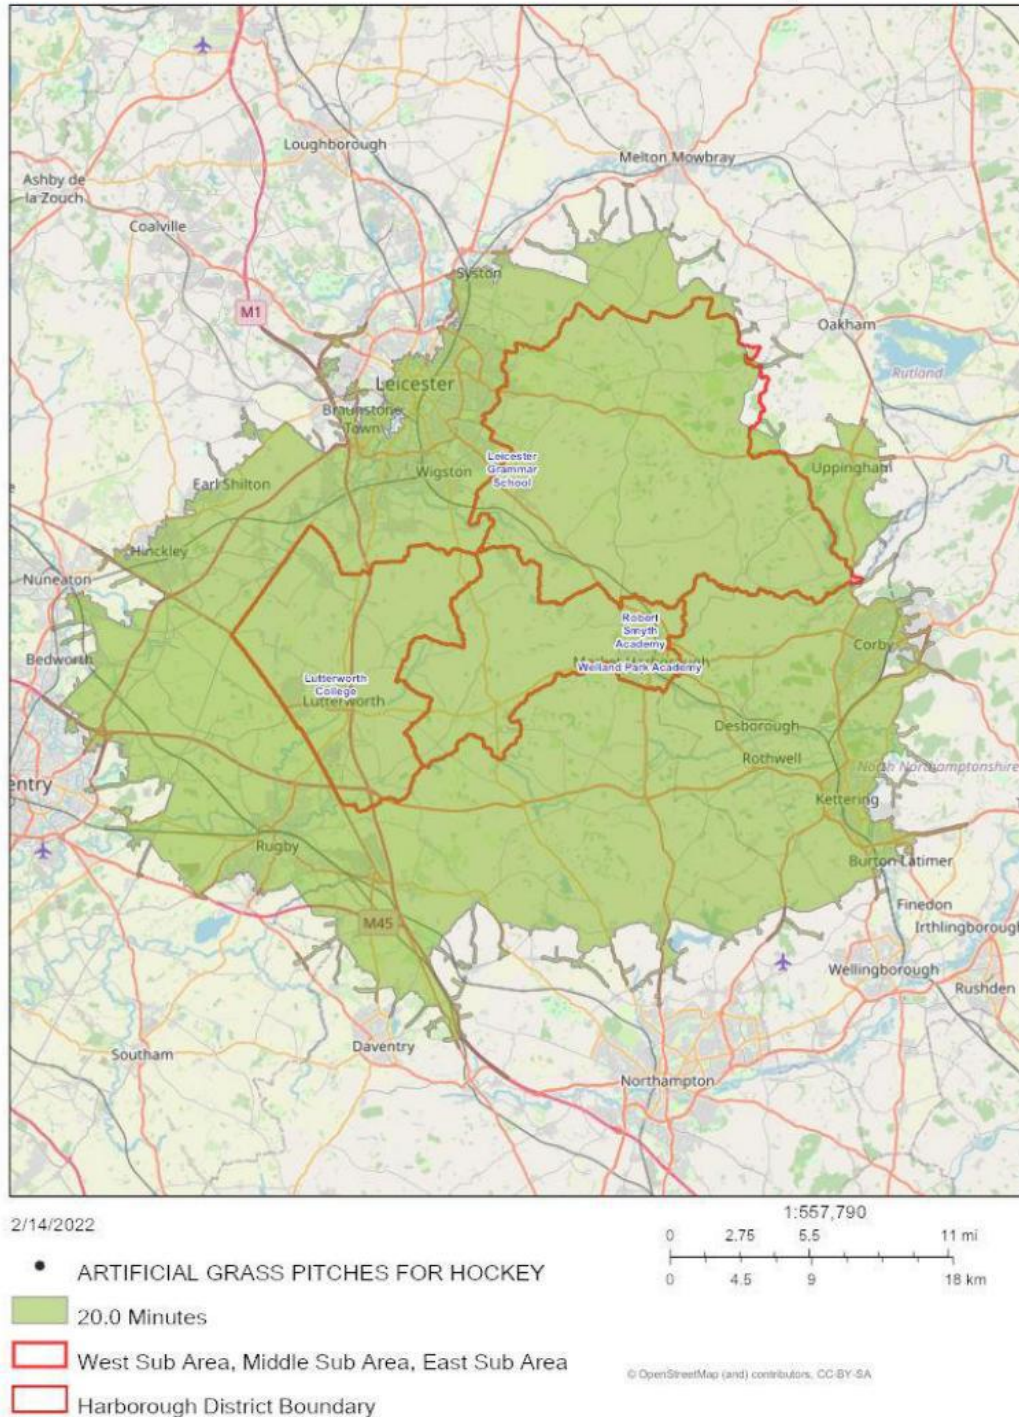 Loughborough
Melton Mowbray
Ashby de
la Zouch
Coalville
Syston
M1
Oakham
Rutland
Leicester
Braunstone
Town
Leicester
Grammar
School
Wigston
Uppingham
Earl Shilton
Hinckley
Nuneaton
Robert
Smyth
Academy
Corby
Bedworth
Welland Park Academy
Lutterworth
College
Lutterworth
Desborough
Rothwell
North Northamptonshire
entry
Kettering
Rugby
Burton Latimer
M45
Finedon
Irthlingborough
Wellingborough
Rushden
Southam
Daventry
Northampton
2/14/2022
1:557,790
0 2.75 5.5 11 mi
0 4.5 9 18 km
ARTIFICIAL GRASS PITCHES FOR HOCKEY
20.0 Minutes
West Sub Area, Middle Sub Area, East Sub Area
© OpenStreetMap (and) contributors, CC-BY-SA
Harborough District Boundary